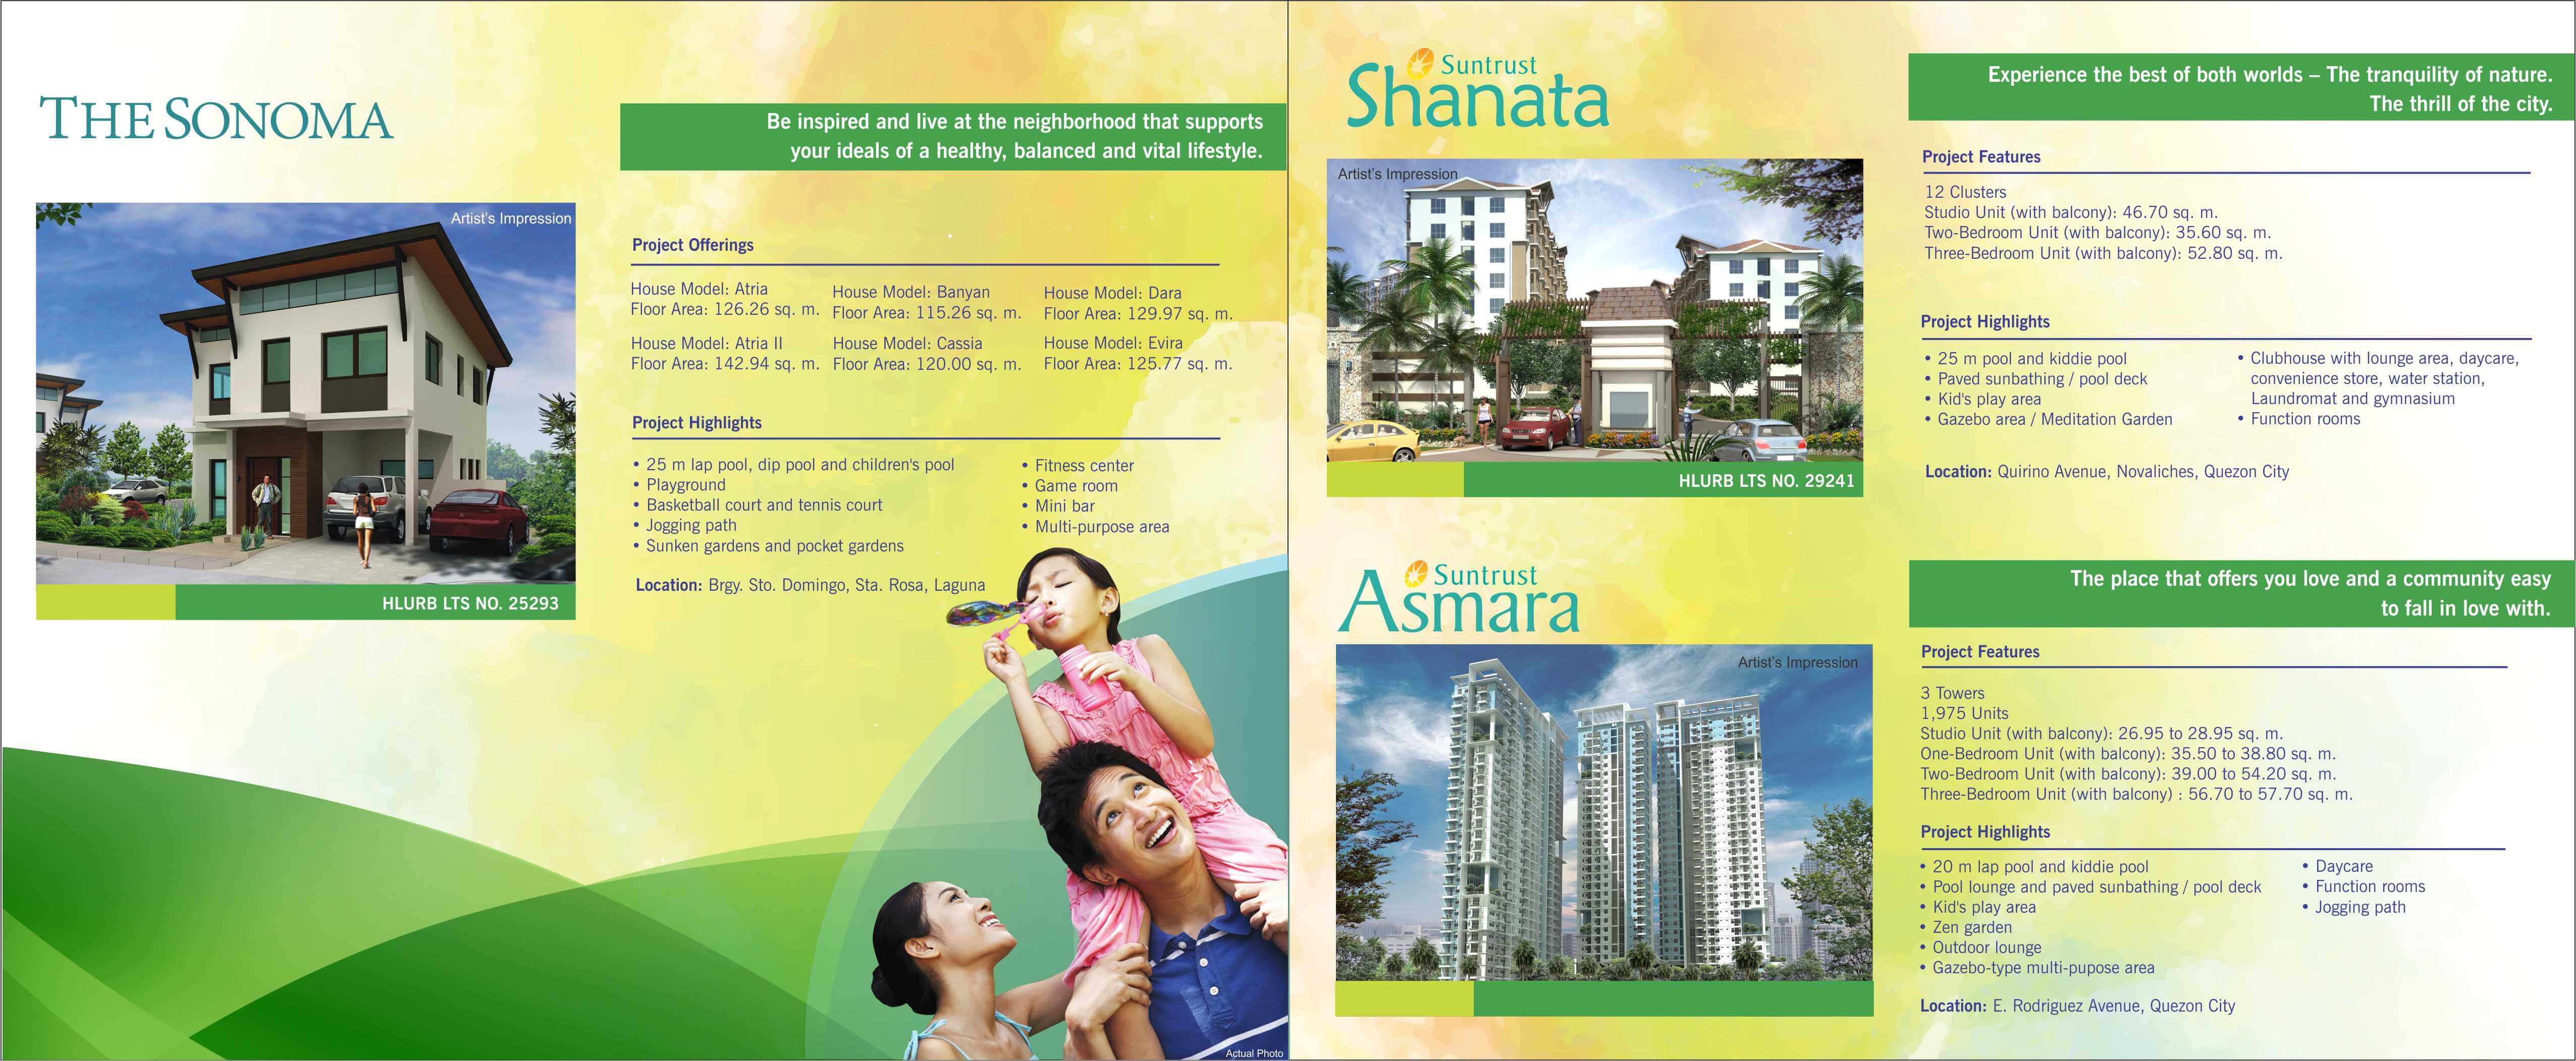 THE SONOMA
Be inspired and live at the neighborhood that supports
your ideals of a healthy, balanced and vital lifestyle.
Artist's Impression
HLURB LTS NO. 25293
Project Offerings
House Model: Atria
Floor Area: 126.26 sq. m.
House Model: Banyan
Floor Area: 115.26 sq. m.
House Model: Dara
Floor Area: 129.97 sq. m.
House Model: Atria II
Floor Area: 142.94 sq. m.
House Model: Cassia
Floor Area: 120.00 sq. m.
House Model: Evira
Floor Area: 125.77 sq. m.
Project Highlights
• 25 m lap pool, dip pool and children's pool
• Playground
• Basketball court and tennis court
• Jogging path
• Sunken gardens and pocket gardens
• Fitness center
• Game room
• Mini bar
• Multi-purpose area
Location: Brgy. Sto. Domingo, Sta. Rosa, Laguna
Actual Photo
Suntrust
Shanata
Experience the best of both worlds – The tranquility of nature.
The thrill of the city.
Artist's Impression
HLURB LTS NO. 29241
Project Features
12 Clusters
Studio Unit (with balcony): 46.70 sq. m.
Two-Bedroom Unit (with balcony): 35.60 sq. m.
Three-Bedroom Unit (with balcony): 52.80 sq. m.
Project Highlights
• 25 m pool and kiddie pool
• Paved sunbathing / pool deck
• Kid's play area
• Gazebo area / Meditation Garden
• Clubhouse with lounge area, daycare,
convenience store, water station,
Laundromat and gymnasium
• Function rooms
Location: Quirino Avenue, Novaliches, Quezon City
Suntrust
Asmara
The place that offers you love and a community easy
to fall in love with.
Artist's Impression
Project Features
3 Towers
1,975 Units
Studio Unit (with balcony): 26.95 to 28.95 sq. m.
One-Bedroom Unit (with balcony): 35.50 to 38.80 sq. m.
Two-Bedroom Unit (with balcony): 39.00 to 54.20 sq. m.
Three-Bedroom Unit (with balcony) : 56.70 to 57.70 sq. m.
Project Highlights
• 20 m lap pool and kiddie pool
• Pool lounge and paved sunbathing / pool deck
• Kid's play area
• Zen garden
• Outdoor lounge
• Gazebo-type multi-pupose area
• Daycare
• Function rooms
• Jogging path
Location: E. Rodriguez Avenue, Quezon City